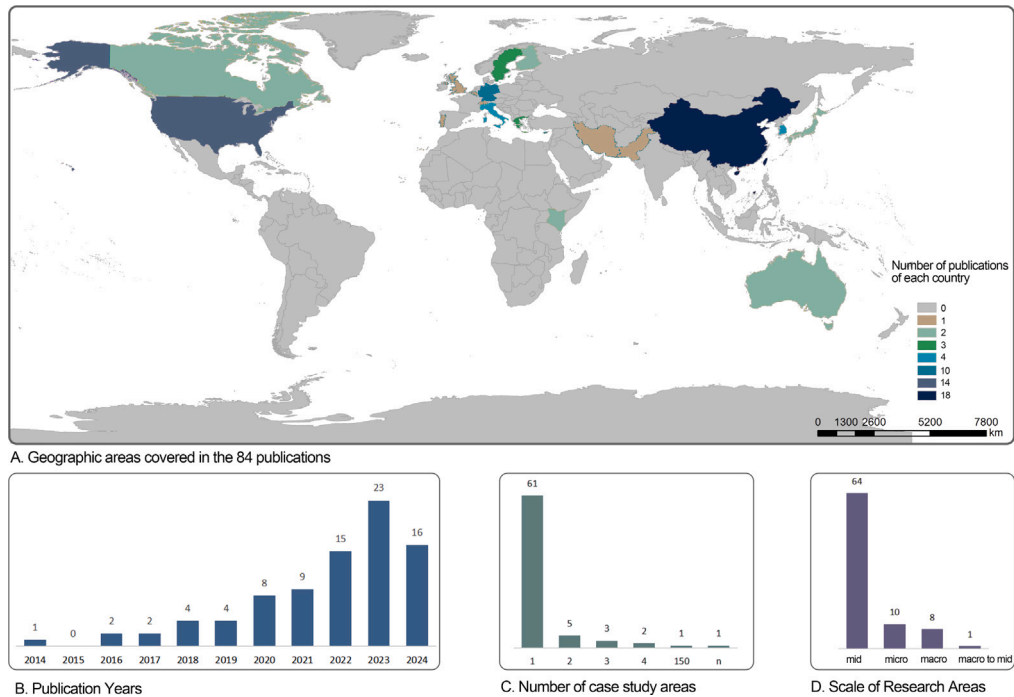 Number of publications
of each country
0
1
2
3
4
10
14
18
0 1300 2600 5200 7800
km
A. Geographic areas covered in the 84 publications
1 0 2 2 4 4 8 9 15 23 16
2014 2015 2016 2017 2018 2019 2020 2021 2022 2023 2024
B. Publication Years
61 5 3 2 1 1
1 2 3 4 150 n
C. Number of case study areas
64 10 8 1
mid micro macro macro to mid
D. Scale of Research Areas